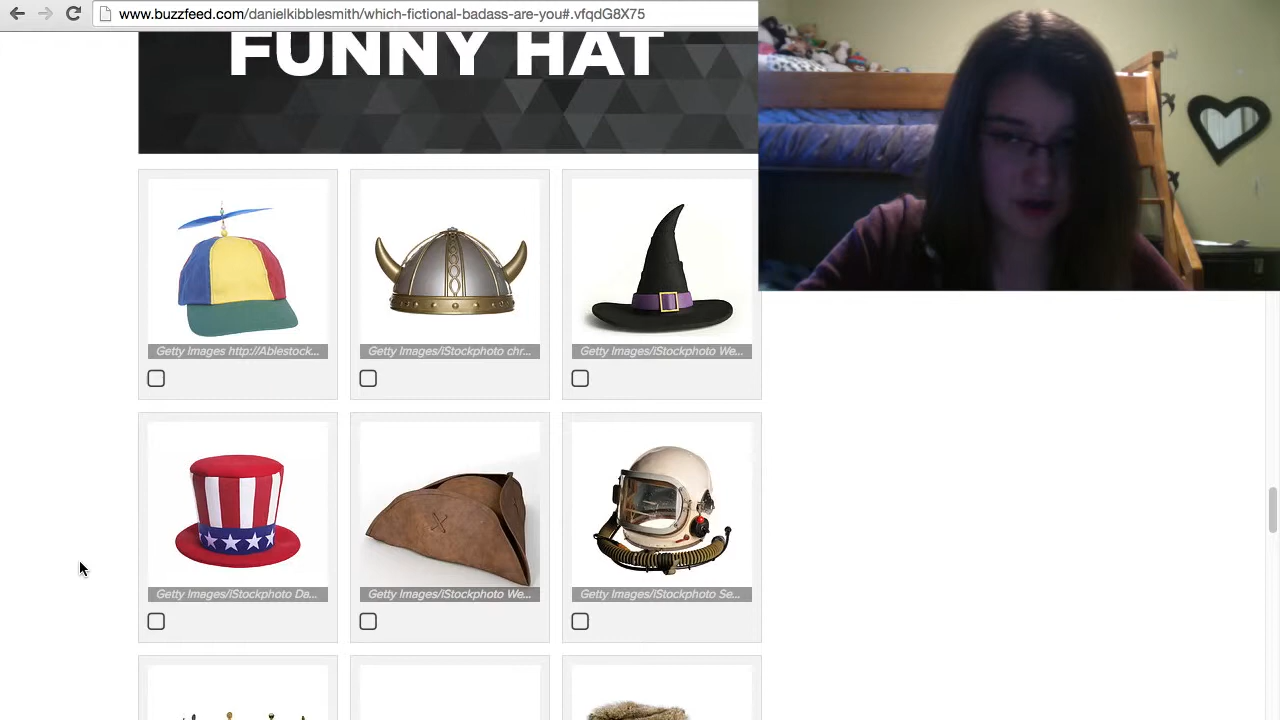 www.buzzfeed.com/danielkibblesmith/which-fictional-badass-are-you#.vfqdG8X75
FUNNY HAT
Getty Images http://Ablestock...
Getty Images/iStockphoto chr...
Getty Images/iStockphoto We...
Getty Images/iStockphoto Da...
Getty Images/iStockphoto We...
Getty Images/iStockphoto Se...